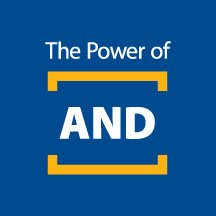 The Power of
AND